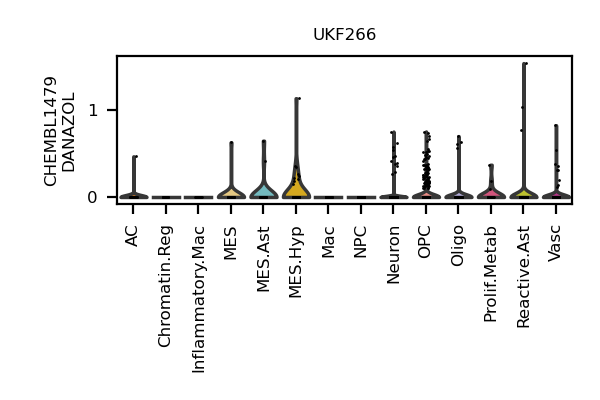 UKF266
CHEMBL1479
DANAZOL
1
0
AC
Chromatin.Reg
Inflammatory.Mac
MES
MES.Ast
MES.Hyp
Mac
NPC
Neuron
OPC
Oligo
Prolif.Metab
Reactive.Ast
Vasc